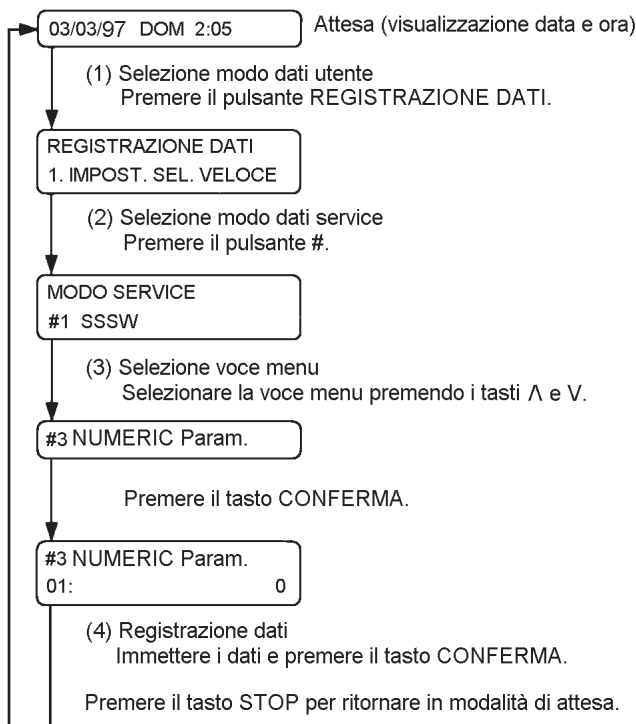 03/03/97 DOM 2:05 Attesa (visualizzazione data e ora)
(1) Selezione modo dati utente
Premere il pulsante REGISTRAZIONE DATI.
REGISTRAZIONE DATI
1. IMPOST. SEL. VELOCE
(2) Selezione modo dati service
Premere il pulsante #.
MODO SERVICE
#1 SSSW
(3) Selezione voce menu
Selezionare la voce menu premendo i tasti Λ e V.
#3 NUMERIC Param.
Premere il tasto CONFERMA.
#3 NUMERIC Param.
01: 0
(4) Registrazione dati
Immettere i dati e premere il tasto CONFERMA.
Premere il tasto STOP per ritornare in modalità di attesa.